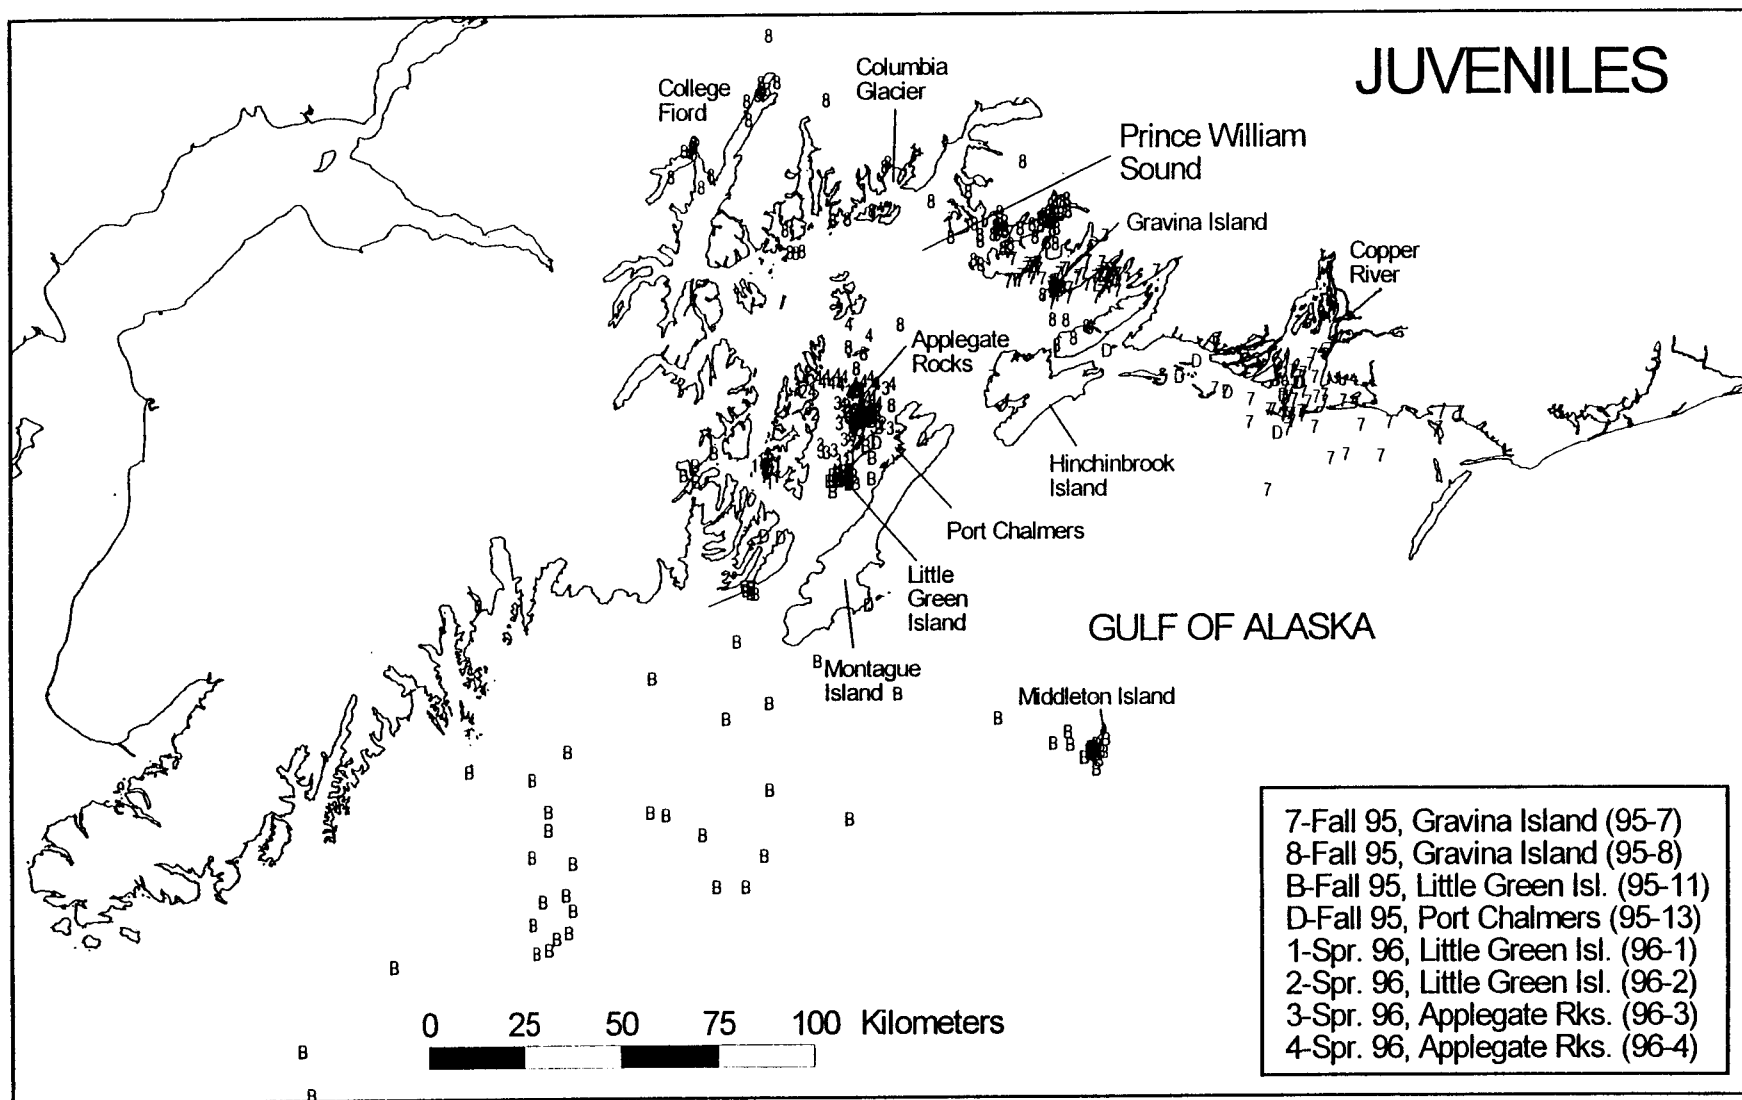 JUVENILES
College
Fiord
Columbia
Glacier
Prince William
Sound
Gravina Island
Copper
River
Applegate
Rocks
Hinchinbrook
Island
Port Chalmers
Little
Green
Island
GULF OF ALASKA
Montague
Island
Middleton Island
7-Fall 95, Gravina Island (95-7)
8-Fall 95, Gravina Island (95-8)
B-Fall 95, Little Green Isl. (95-11)
D-Fall 95, Port Chalmers (95-13)
1-Spr. 96, Little Green Isl. (96-1)
2-Spr. 96, Little Green Isl. (96-2)
3-Spr. 96, Applegate Rks. (96-3)
4-Spr. 96, Applegate Rks. (96-4)
0 25 50 75 100 Kilometers